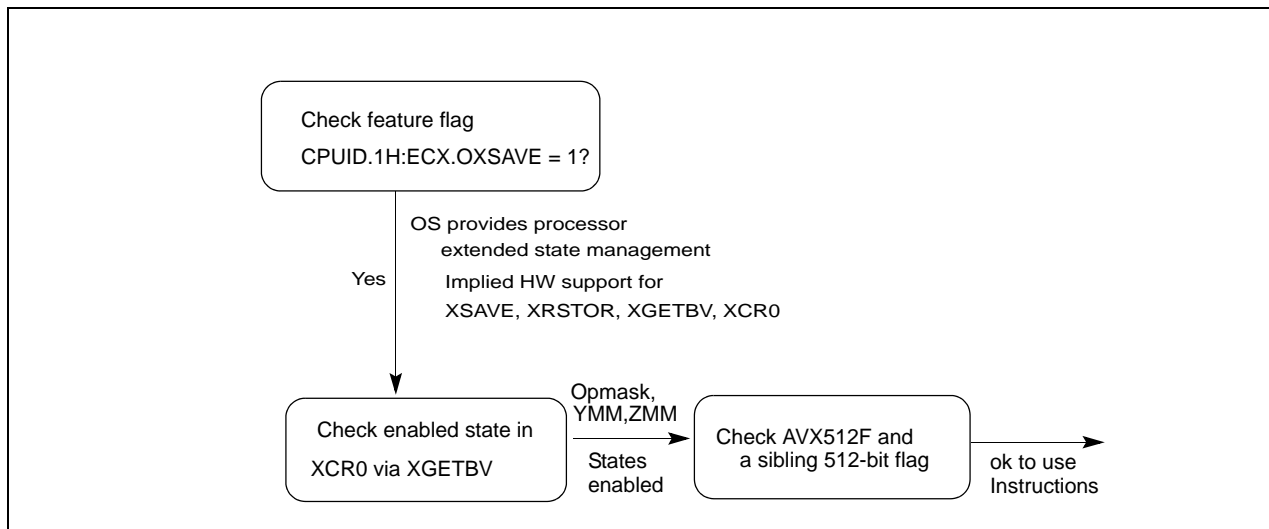 Check feature flag
CPUID.1H:ECX.OXSAVE = 1?
OS provides processor
extended state management
Yes
Implied HW support for
XSAVE, XRSTOR, XGETBV, XCR0
Check enabled state in
XCR0 via XGETBV
Opmask,
YMM,ZMM
States
enabled
Check AVX512F and
a sibling 512-bit flag
ok to use
Instructions